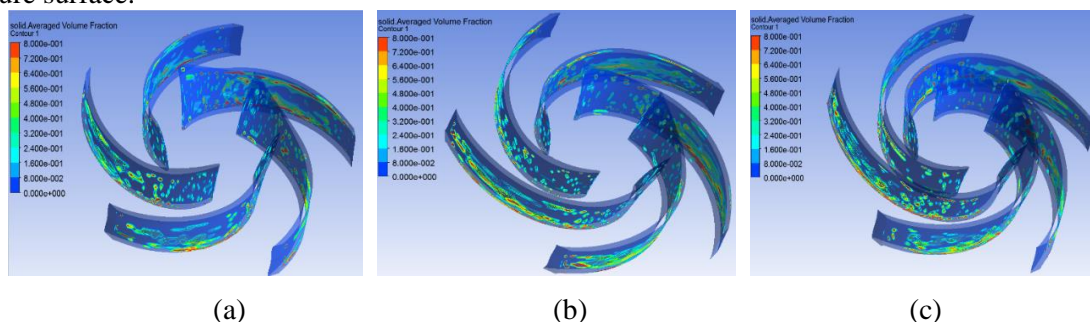 ure surface.
solid.Averaged Volume Fraction
Contour 1
8.000e-001
7.200e-001
6.400e-001
5.600e-001
4.800e-001
4.000e-001
3.200e-001
2.400e-001
1.600e-001
8.000e-002
0.000e+000
solid.Averaged Volume Fraction
Contour 1
8.000e-001
7.200e-001
6.400e-001
5.600e-001
4.800e-001
4.000e-001
3.200e-001
2.400e-001
1.600e-001
8.000e-002
0.000e+000
solid.Averaged Volume Fraction
Contour 1
8.000e-001
7.200e-001
6.400e-001
5.600e-001
4.800e-001
4.000e-001
3.200e-001
2.400e-001
1.600e-001
8.000e-002
0.000e+000
(a)
(b)
(c)